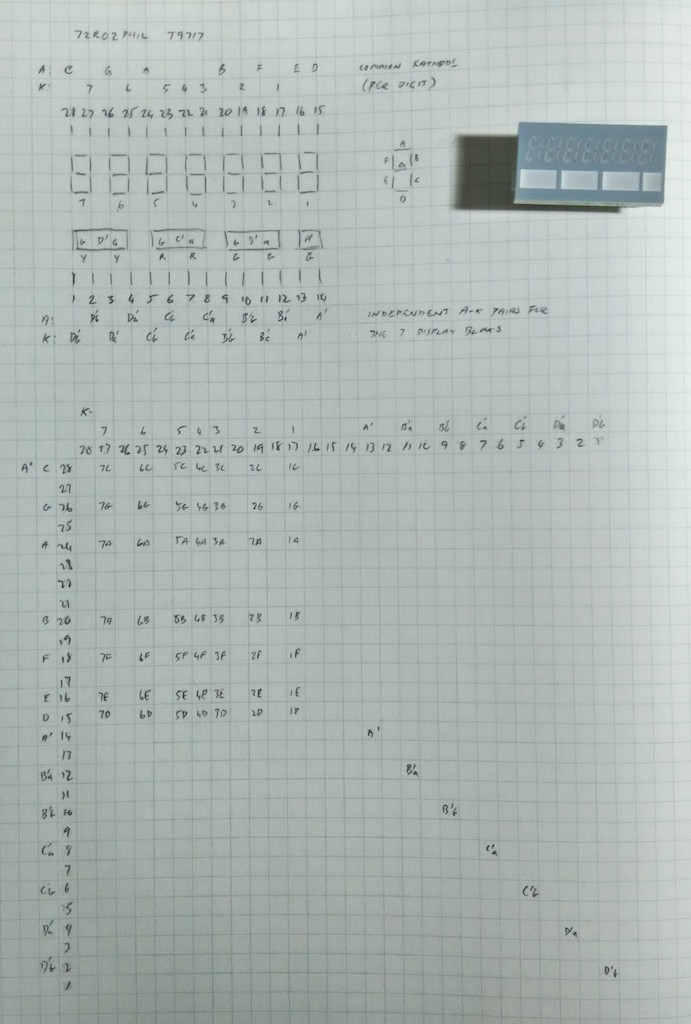 72R02PHIL 79717
A: C G A B F E D COMMON KATHODE
K: 7 6 5 4 3 2 1 (PER DIGIT)
28 27 26 25 24 23 22 21 20 19 18 17 16 15
A
F G B
E C
D
7 6 5 4 3 2 1
b D' a b C' a b B' a A'
Y Y R R G G G
1 2 3 4 5 6 7 8 9 10 11 12 13 14
A: D'b D'a C'b C'a B'b B'a A' INDEPENDENT A-K PAIRS FOR
K: D'b D'a C'b C'a B'b B'a A' THE 7 DISPLAY BLOKS
K-
7 6 5 4 3 2 1 A' B'a B'b C'a C'b D'a D'b
28 27 26 25 24 23 22 21 20 19 18 17 16 15 14 13 12 11 10 9 8 7 6 5 4 3 2 1
A+ C 28 7C 6C 5C 4C 3C 2C 1C
27
G 26 7G 6G 5G 4G 3G 2G 1G
25
A 24 7A 6A 5A 4A 3A 2A 1A
21
B 20 7B 6B 5B 4B 3B 2B 1B
19
F 18 7F 6F 5F 4F 3F 2F 1F
17
E 16 7E 6E 5E 4E 3E 2E 1E
D 15 7D 6D 5D 4D 3D 2D 1D
A' 14 A'
13
B'a 12 B'a
11
B'b 10 B'b
9
C'a 8 C'a
7
C'b 6 C'b
5
D'a 4 D'a
3
D'b 2 D'b
1